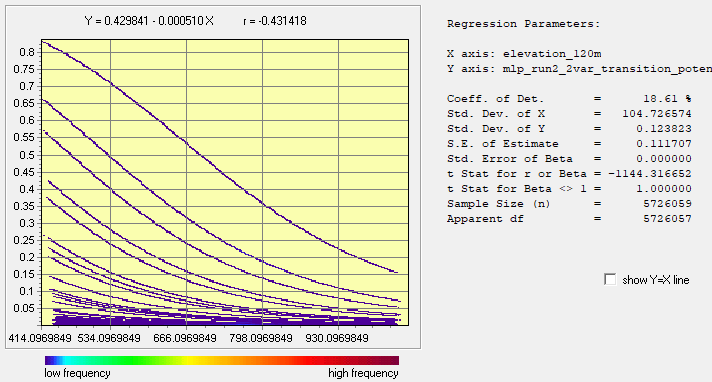 Y = 0.429841 - 0.000510 X r = -0.431418
0.8
0.75
0.7
0.65
0.6
0.55
0.5
0.45
0.4
0.35
0.3
0.25
0.2
0.15
0.1
0.05
414.0969849 534.0969849 666.0969849 798.0969849 930.0969849
low frequency high frequency
Regression Parameters:
X axis: elevation_120m
Y axis: mlp_run2_2var_transition_poten
Coeff. of Det. = 18.61 %
Std. Dev. of X = 104.726574
Std. Dev. of Y = 0.123823
S.E. of Estimate = 0.111707
Std. Error of Beta = 0.000000
t Stat for r or Beta = -1144.316652
t Stat for Beta <> 1 = 1.000000
Sample Size (n) = 5726059
Apparent df = 5726057
show Y=X line